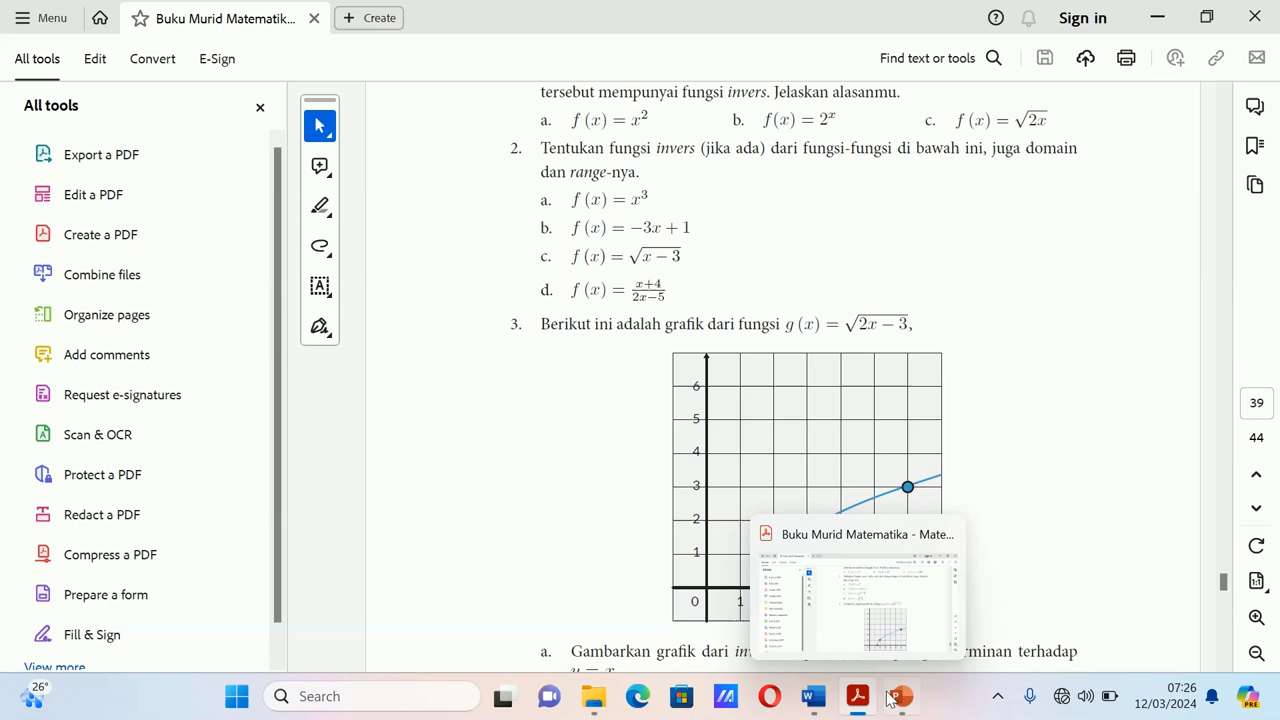 Menu
Buku Murid Matematik...
Create
Sign in
All tools
Edit
Convert
E-Sign
Find text or tools
All tools
Export a PDF
Edit a PDF
Create a PDF
Combine files
Organize pages
Add comments
Request e-signatures
Scan & OCR
Protect a PDF
Redact a PDF
Compress a PDF
Prepare a form
Fill & Sign
View more
tersebut mempunyai fungsi invers. Jelaskan alasanmu.
a. f (x) = x² b. f(x) = 2ˣ c. f (x) = √2x
2. Tentukan fungsi invers (jika ada) dari fungsi-fungsi di bawah ini, juga domain
dan range-nya.
a. f (x) = x³
b. f (x) = −3x + 1
c. f (x) = √x − 3
d. f (x) = x+4/2x−5
3. Berikut ini adalah grafik dari fungsi g (x) = √2x − 3,
6
5
4
3
2
1
0 1
Buku Murid Matematika - Mate...
a. Gambarkan grafik dari in erminan terhadap
y = x
39
44
26°
Search
07:26
12/03/2024
PRE